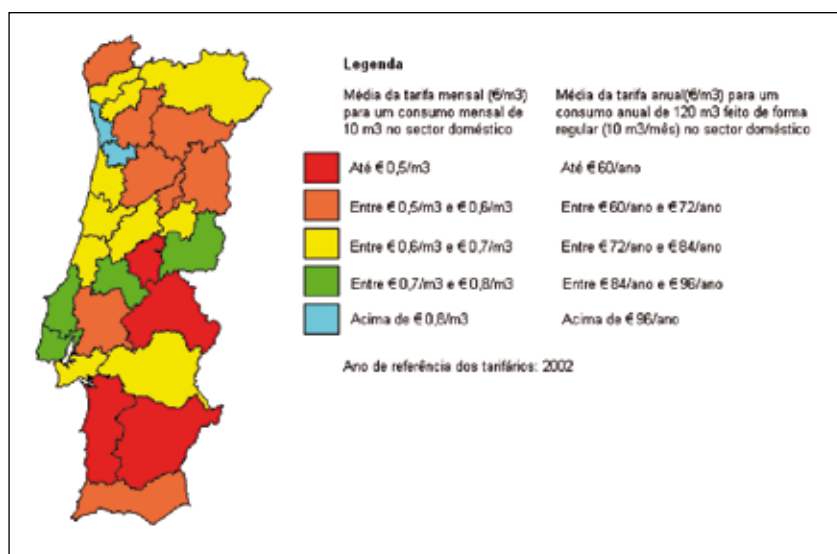 Legenda
Média da tarifa mensal (€/m3)
para um consumo mensal de
10 m3 no sector doméstico
Média da tarifa anual(€/m3) para um
consumo anual de 120 m3 feito de forma
regular (10 m3/mês) no sector doméstico
Até € 0,5/m3
Até € 60/ano
Entre € 0,5/m3 e € 0,6/m3
Entre € 60/ano e € 72/ano
Entre € 0,6/m3 e € 0,7/m3
Entre € 72/ano e € 84/ano
Entre € 0,7/m3 e € 0,8/m3
Entre € 84/ano e € 96/ano
Acima de € 0,8/m3
Acima de € 96/ano
Ano de referência dos tarifários: 2002